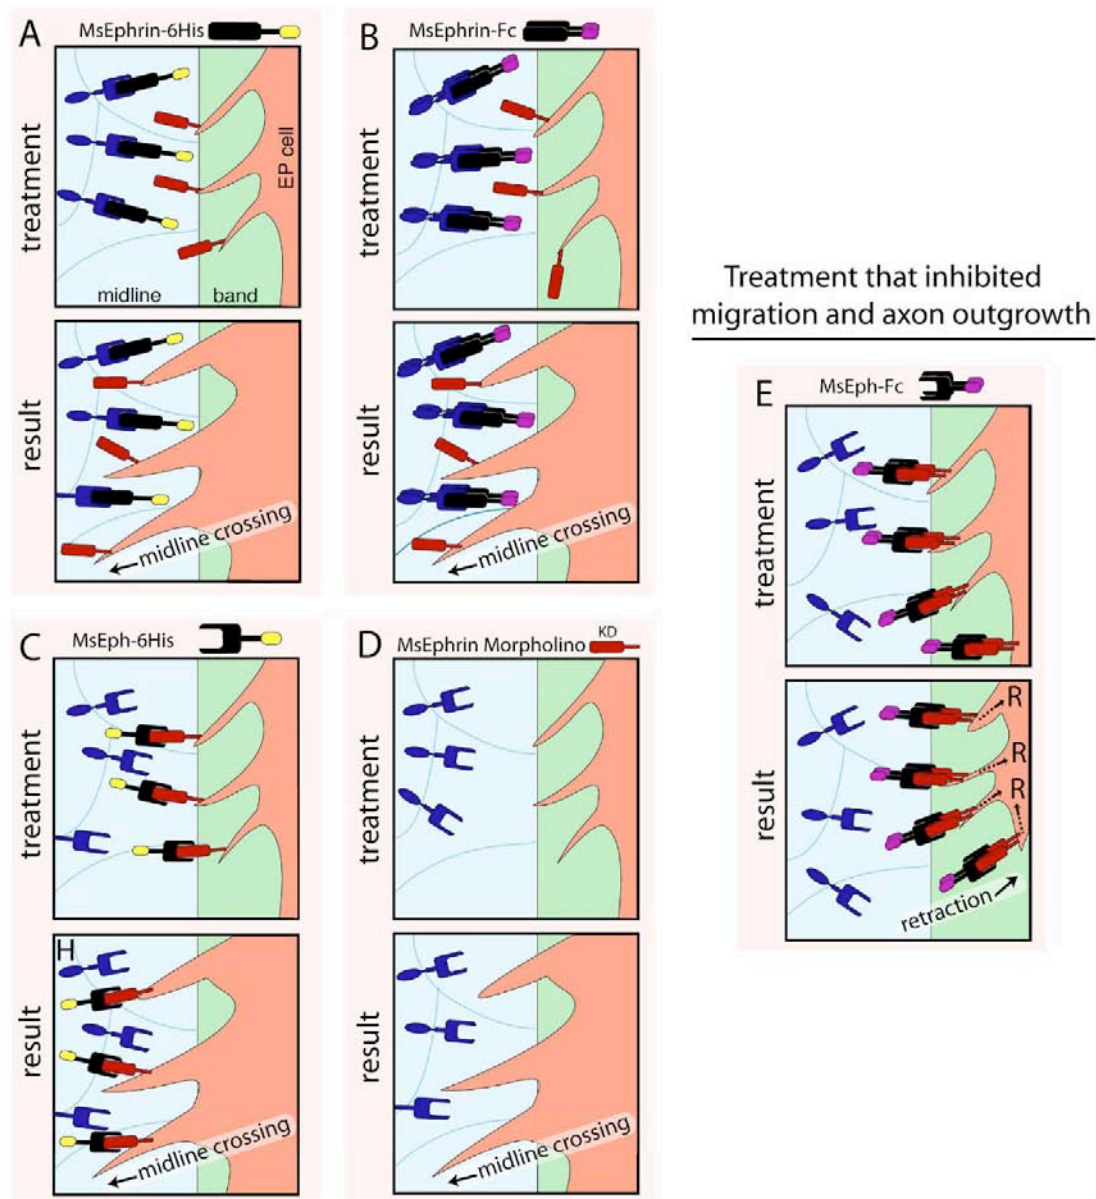 A
MsEphrin-6His
treatment
EP cell
midline
band
result
midline crossing
B
MsEphrin-Fc
treatment
result
midline crossing
Treatment that inhibited
migration and axon outgrowth
C
MsEph-6His
treatment
H
result
midline crossing
D
MsEphrin Morpholino
KD
treatment
result
midline crossing
E
MsEph-Fc
treatment
result
R
R
R
retraction